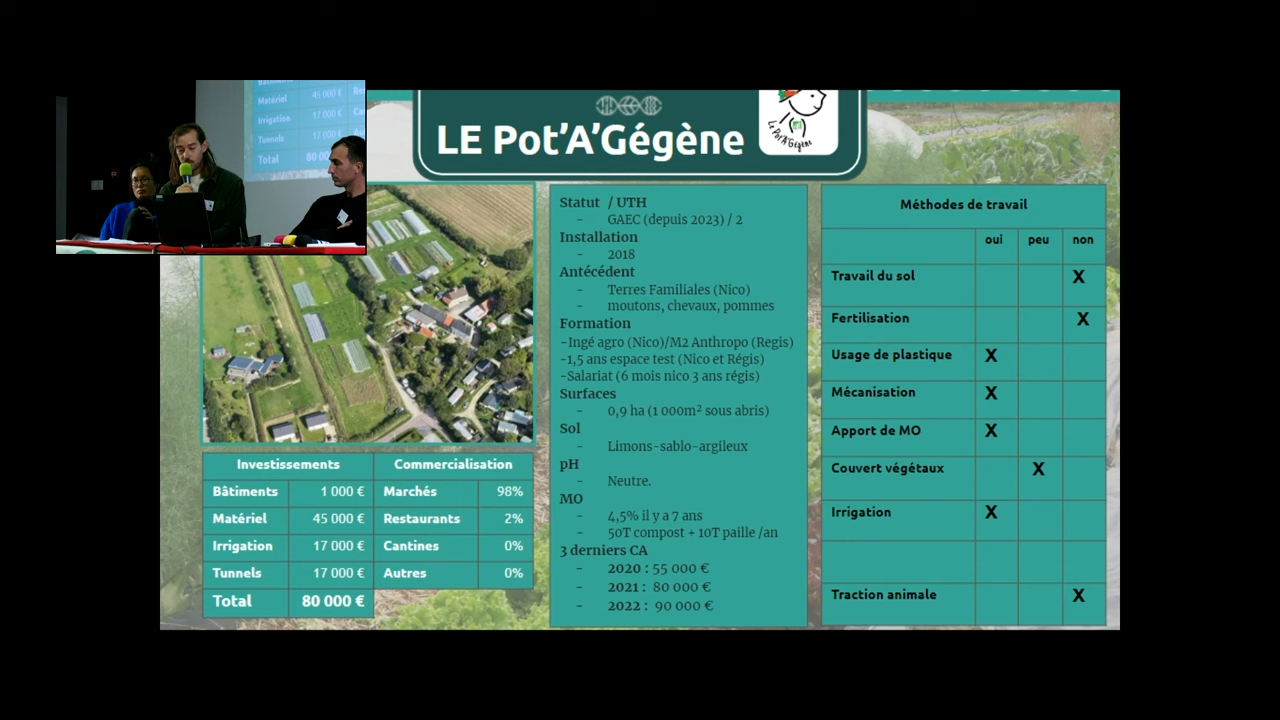 LE Pot'A'Gégène
Le Pot'A'Gégène
Matériel 45 000 €
Irrigation 17 000 €
Tunnels 17 000 €
Total 80 0
Investissements Commercialisation
Bâtiments 1 000 € Marchés 98%
Matériel 45 000 € Restaurants 2%
Irrigation 17 000 € Cantines 0%
Tunnels 17 000 € Autres 0%
Total 80 000 €
Statut / UTH
- GAEC (depuis 2023) / 2
Installation
- 2018
Antécédent
- Terres Familiales (Nico)
- moutons, chevaux, pommes
Formation
-Ingé agro (Nico)/M2 Anthropo (Regis)
-1,5 ans espace test (Nico et Régis)
-Salariat (6 mois nico 3 ans régis)
Surfaces
- 0,9 ha (1 000m² sous abris)
Sol
- Limons-sablo-argileux
pH
- Neutre.
MO
- 4,5% il y a 7 ans
- 50T compost + 10T paille /an
3 derniers CA
- 2020 : 55 000 €
- 2021 : 80 000 €
- 2022 : 90 000 €
Méthodes de travail
oui peu non
Travail du sol X
Fertilisation X
Usage de plastique X
Mécanisation X
Apport de MO X
Couvert végétaux X
Irrigation X
Traction animale X